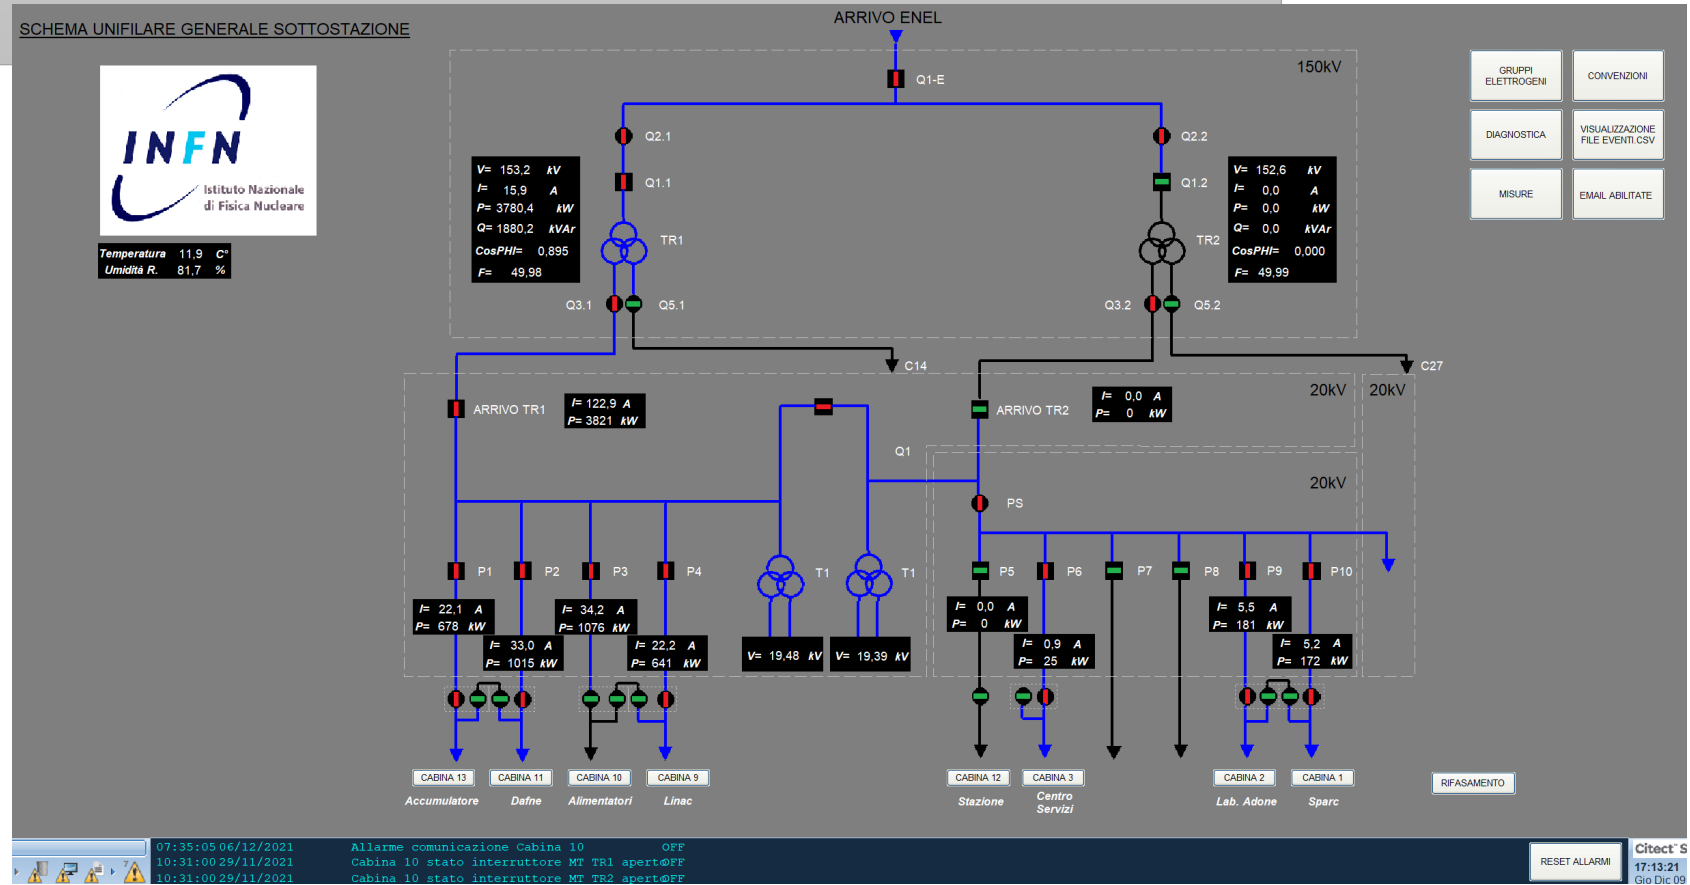 SCHEMA UNIFILARE GENERALE SOTTOSTAZIONE
ARRIVO ENEL
150kV
Q1-E
GRUPPI
ELETTROGENI
CONVENZIONI
DIAGNOSTICA
VISUALIZZAZIONE
FILE EVENTI.CSV
MISURE
EMAIL ABILITATE
INFN
Istituto Nazionale
di Fisica Nucleare
Temperatura 11,9 C°
Umidità R. 81,7 %
Q2.1
Q2.2
Q1.1
Q1.2
V= 153,2 kV
I= 15,9 A
P= 3780,4 kW
Q= 1880,2 kVAr
CosPHI= 0,895
F= 49,98
TR1
V= 152,6 kV
I= 0,0 A
P= 0,0 kW
Q= 0,0 kVAr
CosPHI= 0,000
F= 49,99
TR2
Q3.1
Q5.1
Q3.2
Q5.2
C14
C27
20kV
20kV
ARRIVO TR1
I= 122,9 A
P= 3821 kW
ARRIVO TR2
I= 0,0 A
P= 0 kW
Q1
20kV
PS
P1
P2
P3
P4
T1
T1
P5
P6
P7
P8
P9
P10
I= 22,1 A
P= 678 kW
I= 33,0 A
P= 1015 kW
I= 34,2 A
P= 1076 kW
I= 22,2 A
P= 641 kW
V= 19,48 kV
V= 19,39 kV
I= 0,0 A
P= 0 kW
I= 0,9 A
P= 25 kW
I= 5,5 A
P= 181 kW
I= 5,2 A
P= 172 kW
CABINA 13
CABINA 11
CABINA 10
CABINA 9
CABINA 12
CABINA 3
CABINA 2
CABINA 1
Accumulatore
Dafne
Alimentatori
Linac
Stazione
Centro
Servizi
Lab. Adone
Sparc
RIFASAMENTO
07:35:05 06/12/2021 Allarme comunicazione Cabina 10 OFF
10:31:00 29/11/2021 Cabina 10 stato interruttore MT TR1 aperto OFF
10:31:00 29/11/2021 Cabina 10 stato interruttore MT TR2 aperto OFF
RESET ALLARMI
Citect S
17:13:21
Gio Dic 09